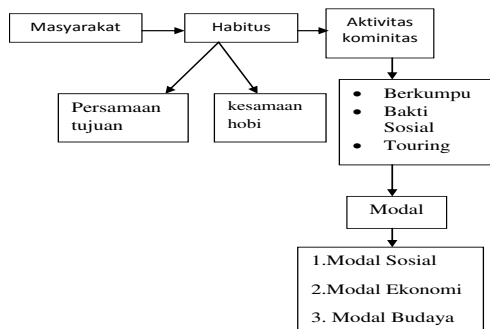 Masyarakat
Habitus
Aktivitas
kominitas
Persamaan
tujuan
kesamaan
hobi
• Berkumpu
• Bakti
Sosial
• Touring
Modal
1.Modal Sosial
2.Modal Ekonomi
3. Modal Budaya